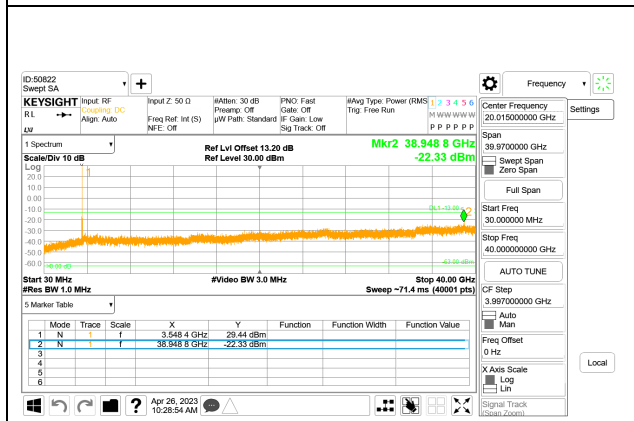 ID:50822
Swept SA
Frequency
KEYSIGHT
RL
LXI
Input: RF
Coupling: DC
Align: Auto
Input Z: 50 Ω
Freq Ref: Int (S)
NFE: Off
#Atten: 30 dB
Preamp: Off
µW Path: Standard
PNO: Fast
Gate: Off
IF Gain: Low
Sig Track: Off
#Avg Type: Power (RMS
Trig: Free Run
1 2 3 4 5 6
M W W W W W
P P P P P P
Center Frequency
20.015000000 GHz
Settings
1 Spectrum
Scale/Div 10 dB
Log
Ref Lvl Offset 13.20 dB
Ref Level 30.00 dBm
Mkr2 38.948 8 GHz
-22.33 dBm
Span
39.9700000 GHz
Swept Span
Zero Span
Full Span
Start Freq
30.000000 MHz
Stop Freq
40.000000000 GHz
AUTO TUNE
CF Step
3.997000000 GHz
Auto
Man
Freq Offset
0 Hz
X Axis Scale
Log
Lin
Signal Track
(Span Zoom)
Local
20.0
10.0
0.00
-10.0
-20.0
-30.0
-40.0
-50.0
-60.0
1
2
Start 30 MHz
#Res BW 1.0 MHz
#Video BW 3.0 MHz
Stop 40.00 GHz
Sweep ~71.4 ms (40001 pts)
5 Marker Table
Mode Trace Scale X Y Function Function Width Function Value
1 N 1 f 3.548 4 GHz 29.44 dBm
2 N 1 f 38.948 8 GHz -22.33 dBm
3
4
5
6
?
Apr 26, 2023
10:28:54 AM